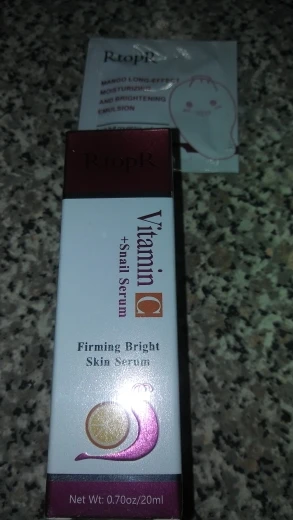 RtopR
MANGO LONG-EFFECT
MOISTURIZING
AND BRIGHTENING
EMULSION
RtopR
Vitamin C
+Snail Serum
Firming Bright
Skin Serum
Net Wt: 0.70oz/20ml